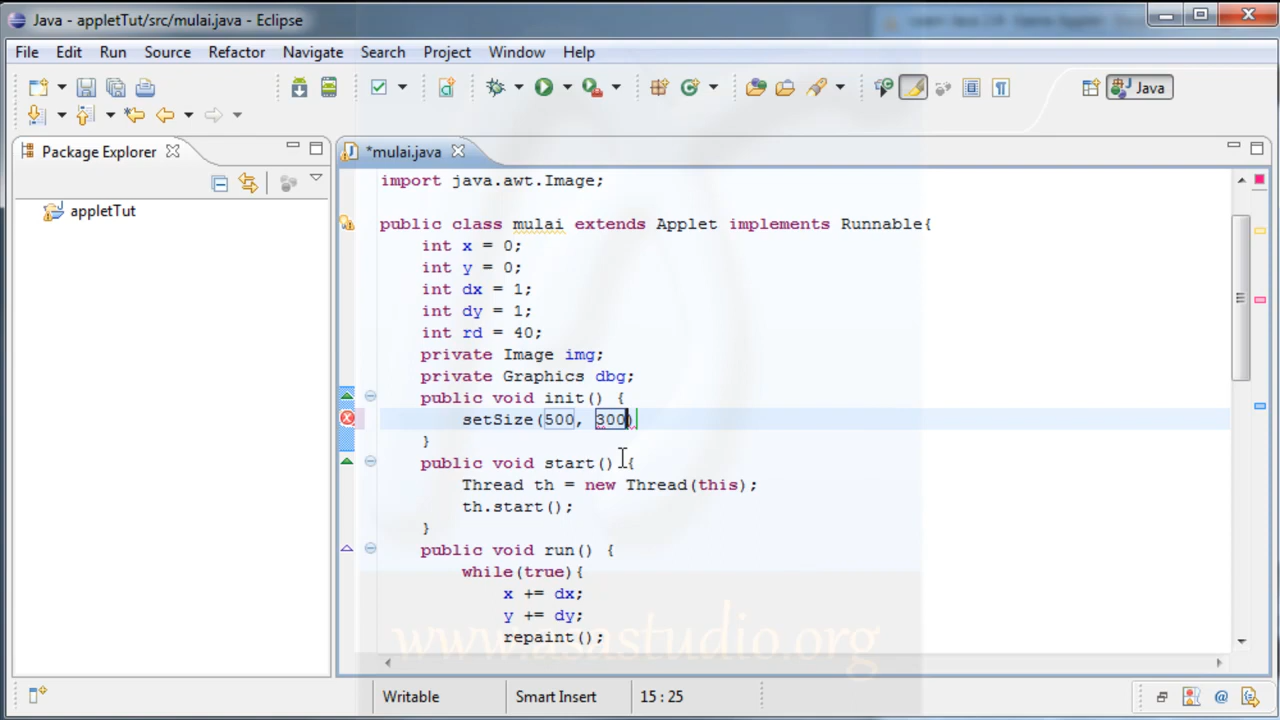 Java - appletTut/src/mulai.java - Eclipse
File Edit Run Source Refactor Navigate Search Project Window Help
Java
Package Explorer
*mulai.java
appletTut
import java.awt.Image;
public class mulai extends Applet implements Runnable{
int x = 0;
int y = 0;
int dx = 1;
int dy = 1;
int rd = 40;
private Image img;
private Graphics dbg;
public void init() {
setSize(500, 300)
}
public void start() {
Thread th = new Thread(this);
th.start();
}
public void run() {
while(true){
x += dx;
y += dy;
repaint();
www.asastudio.org
Writable Smart Insert 15 : 25